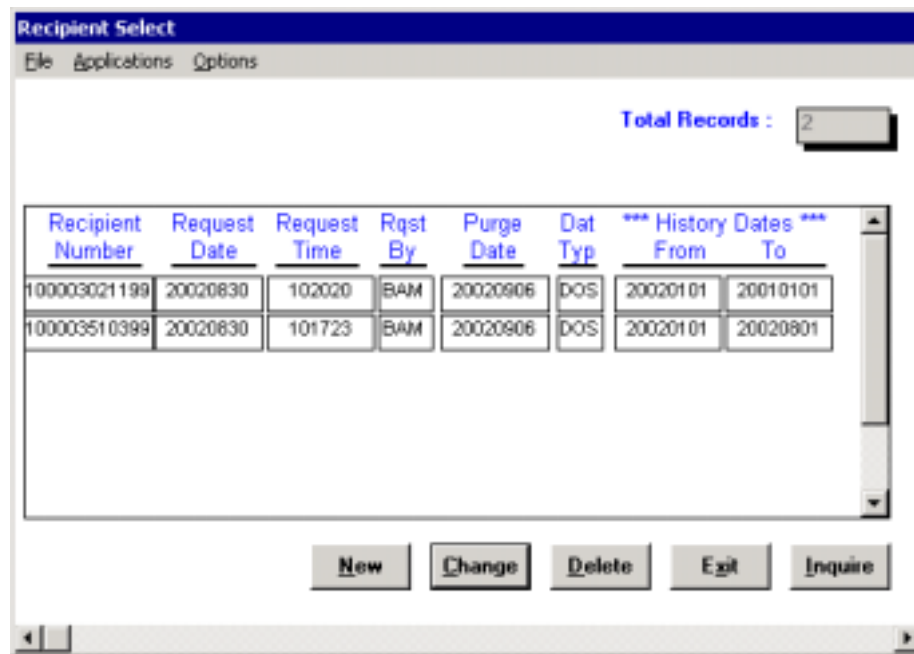 Recipient Select
File Applications Options
Total Records : 2
Recipient Request Request Rqst Purge Dat *** History Dates ***
Number Date Time By Date Typ From To
100003021199 20020830 102020 BAM 20020906 DOS 20020101 20010101
100003510399 20020830 101723 BAM 20020906 DOS 20020101 20020801
New Change Delete Exit Inquire